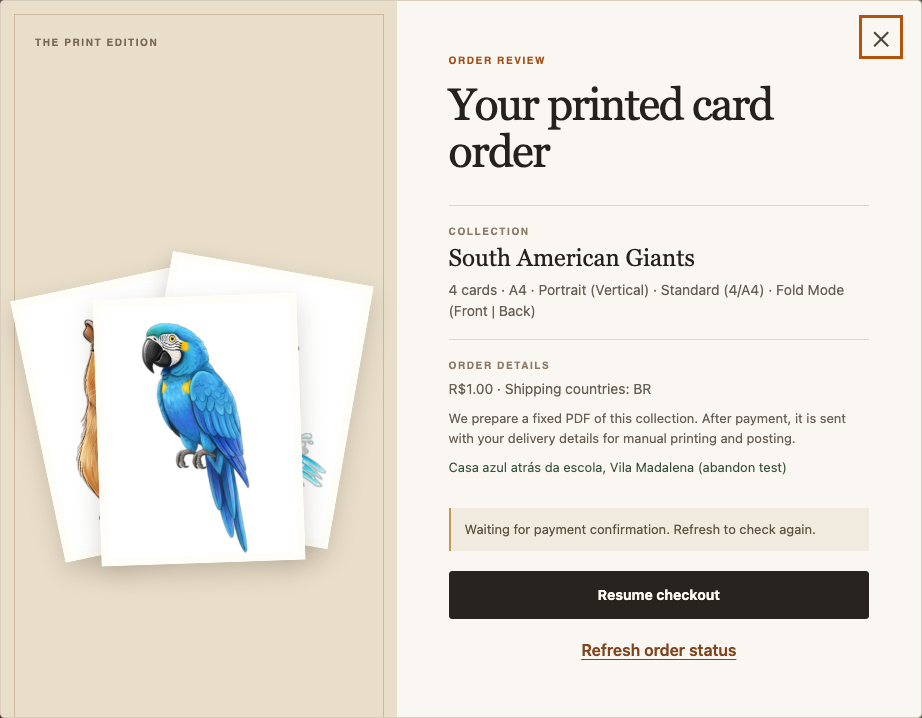 THE PRINT EDITION
ORDER REVIEW
Your printed card
order
COLLECTION
South American Giants
4 cards · A4 · Portrait (Vertical) · Standard (4/A4) · Fold Mode
(Front | Back)
ORDER DETAILS
R$1.00 · Shipping countries: BR
We prepare a fixed PDF of this collection. After payment, it is sent
with your delivery details for manual printing and posting.
Casa azul atrás da escola, Vila Madalena (abandon test)
Waiting for payment confirmation. Refresh to check again.
Resume checkout
Refresh order status